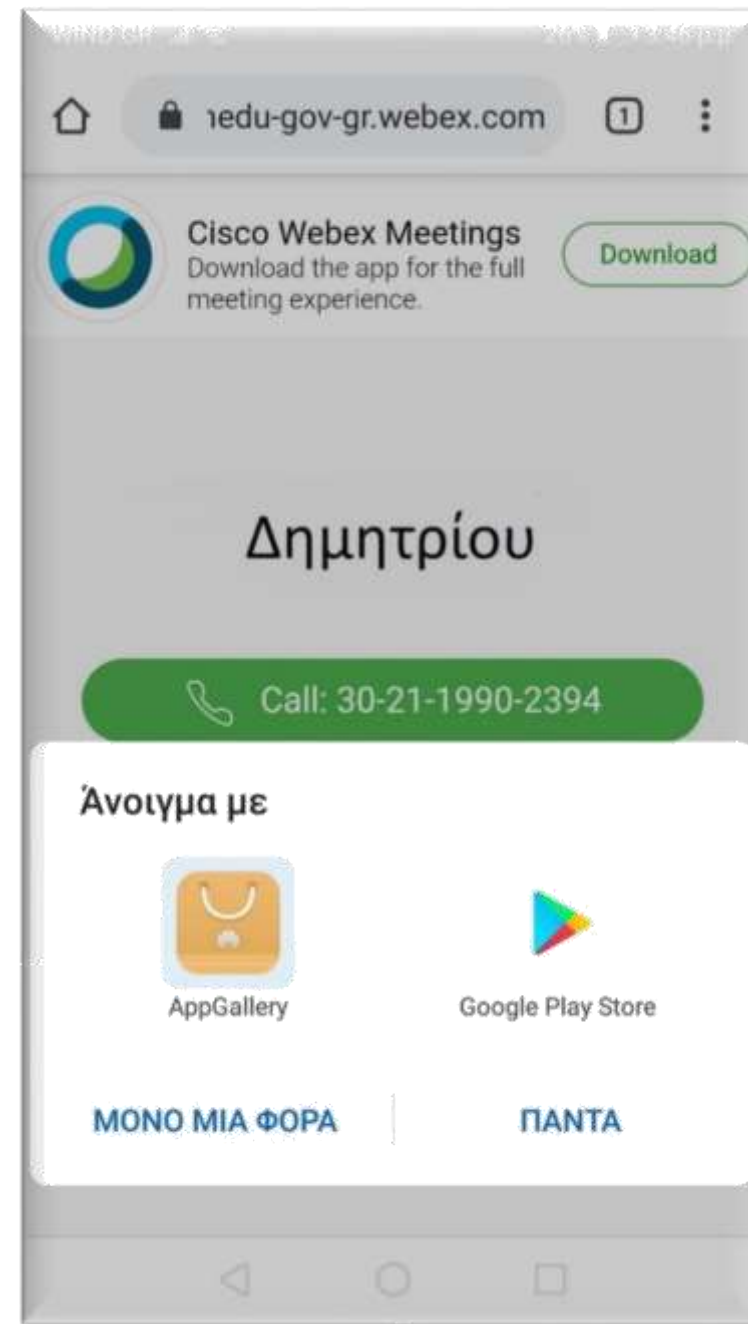 nedu-gov-gr.webex.com
1
Cisco Webex Meetings
Download the app for the full
meeting experience.
Download
Δημητρίου
Call: 30-21-1990-2394
Άνοιγμα με
AppGallery
Google Play Store
ΜΟΝΟ ΜΙΑ ΦΟΡΑ
ΠΑΝΤΑ